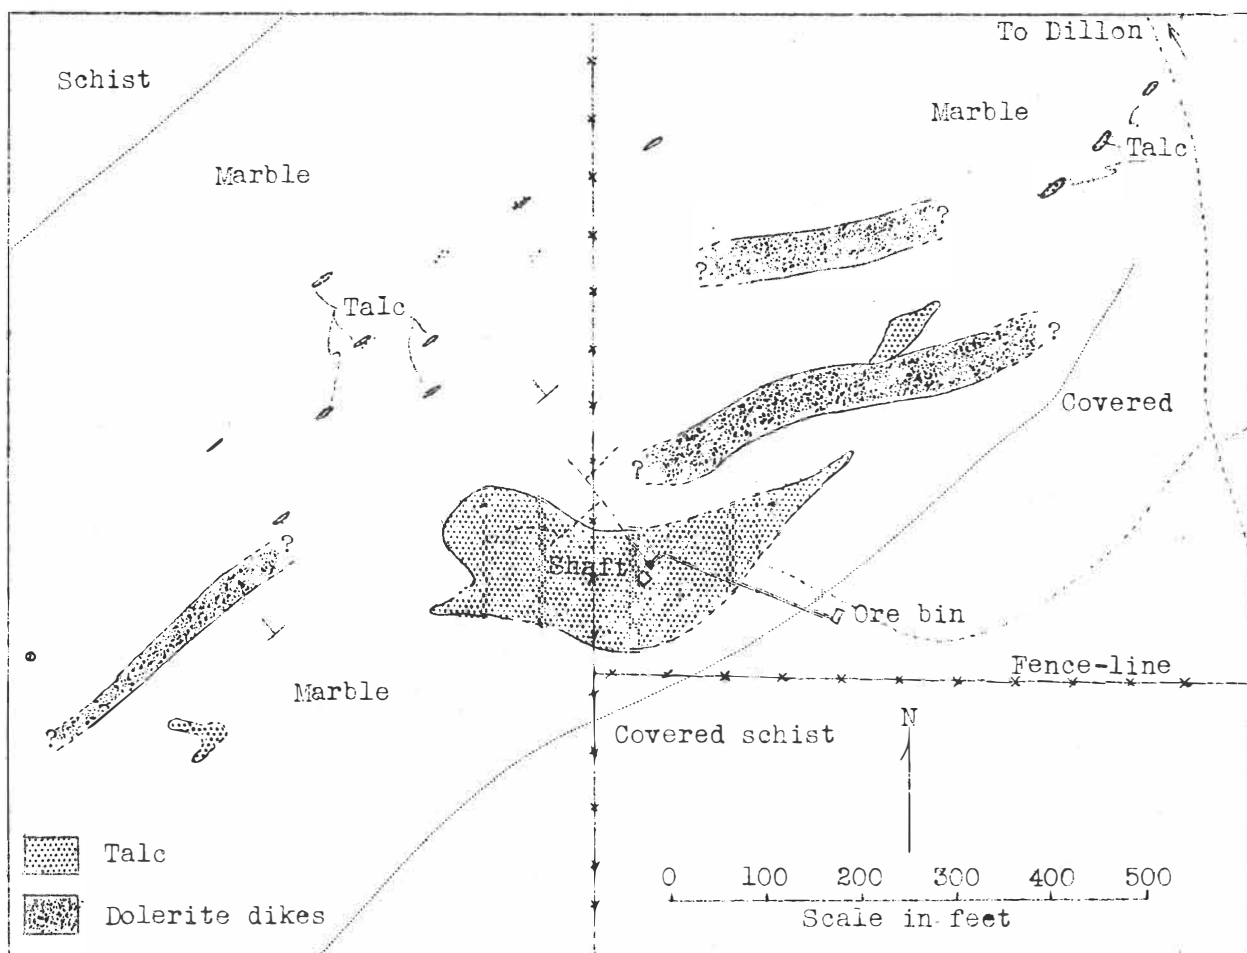 To Dillon
Schist
Marble
Talc
Marble
?
?
Talc
?
Covered
?
?
Shaft
Ore bin
Fence-line
Marble
?
Covered schist
N
Talc
Dolerite dikes
0 100 200 300 400 500
Scale in feet